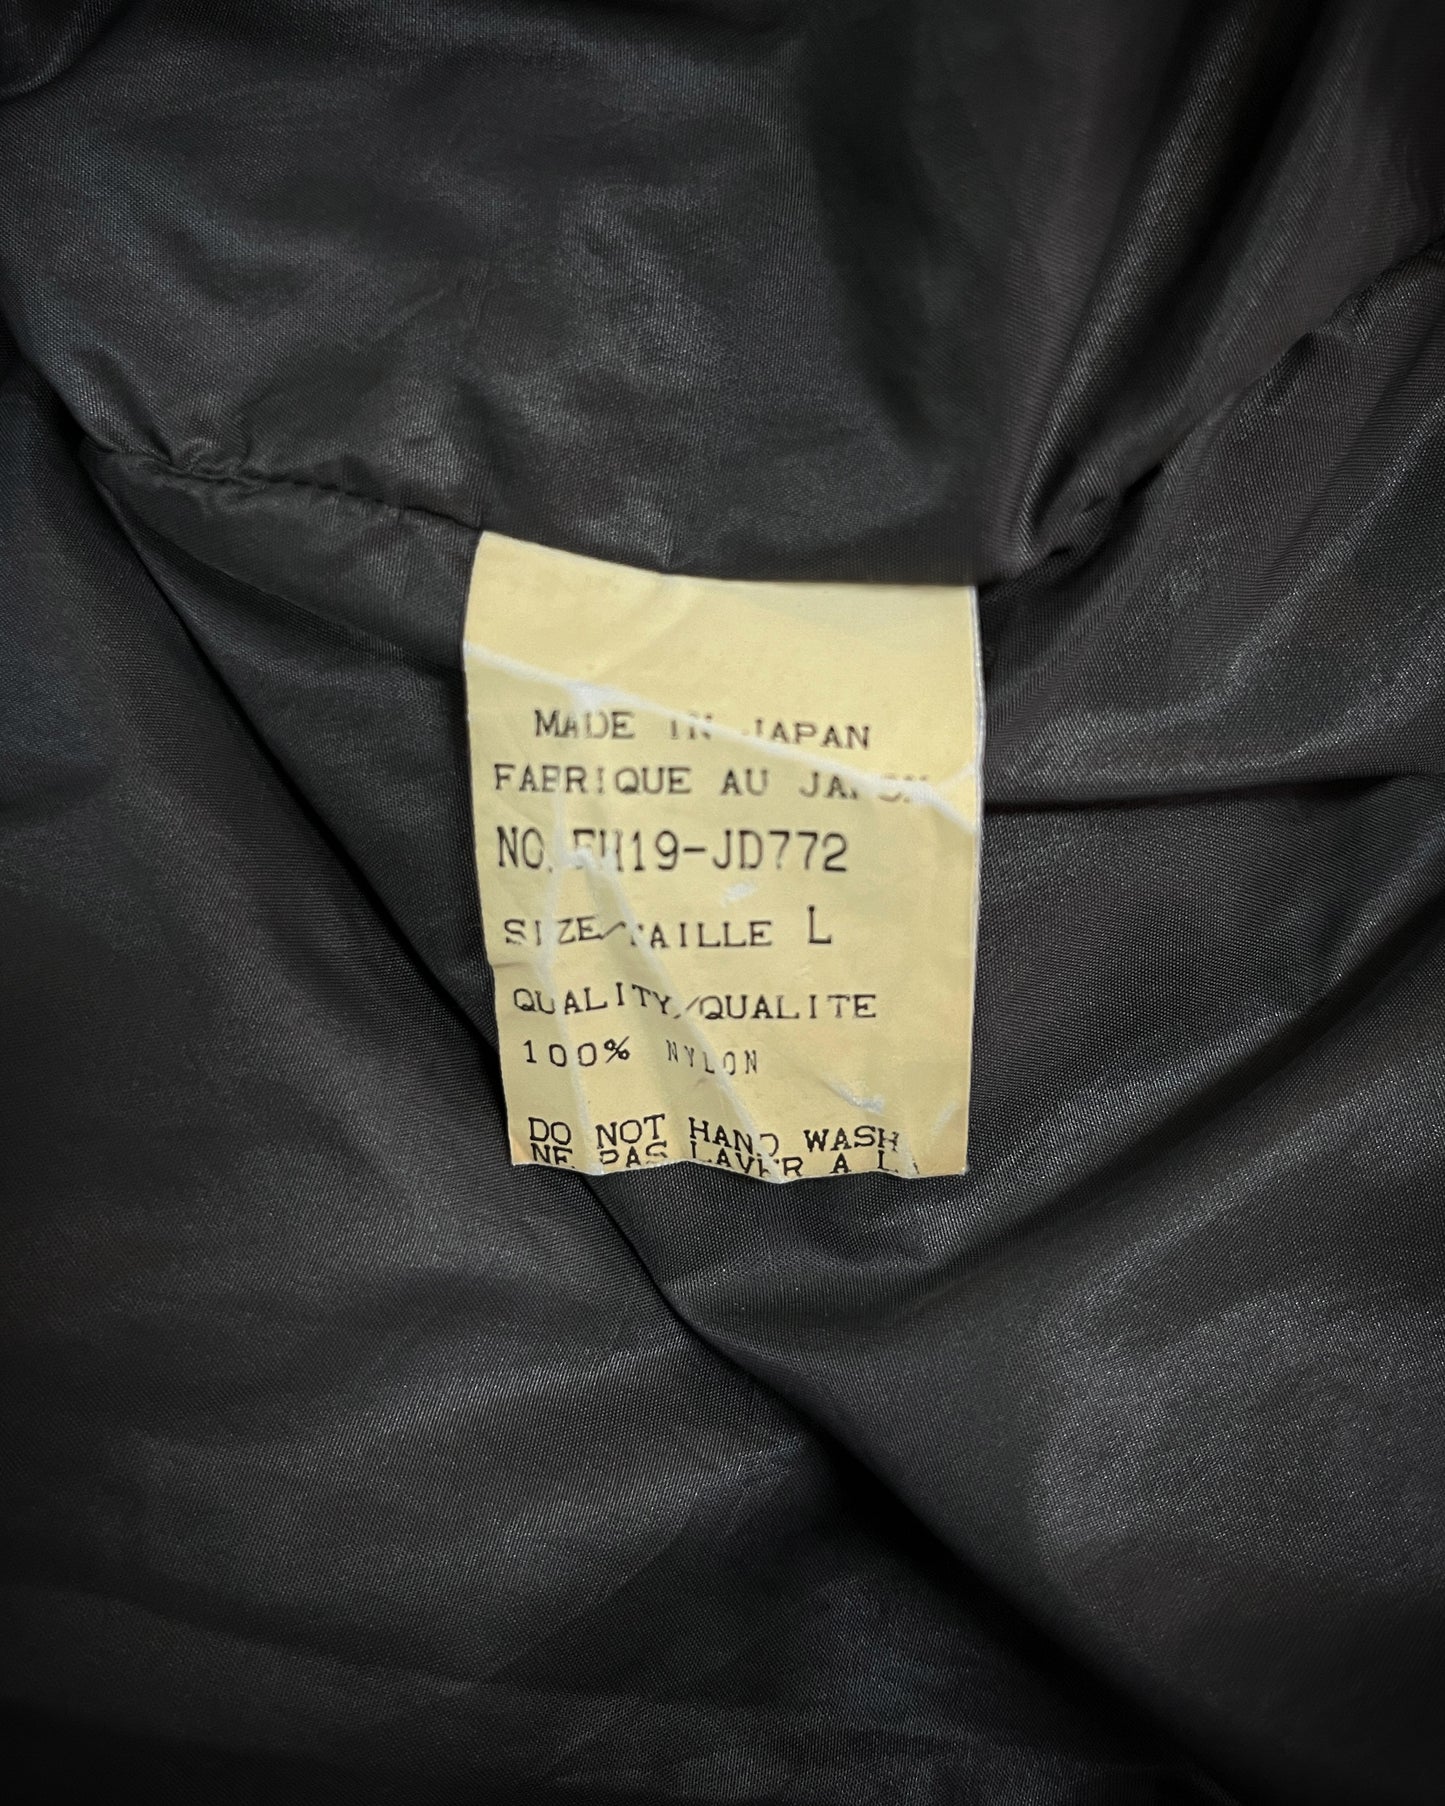 MADE IN JAPAN
FABRIQUE AU JAPON
NO. EH19-JD772
SIZE/TAILLE L
QUALITY/QUALITE
100% NYLON
DO NOT HAND WASH
NE PAS LAVER A LA